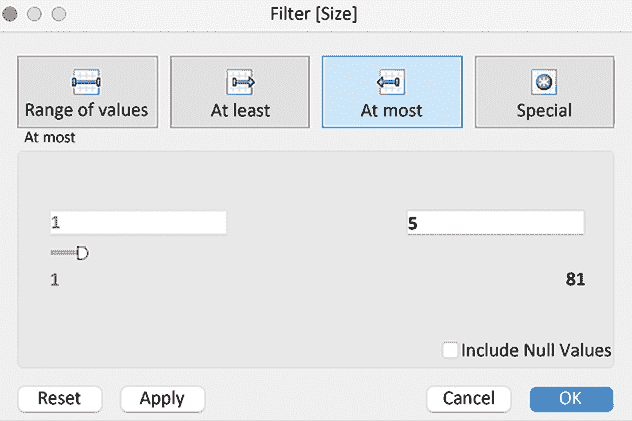 Filter [Size]
Range of values
At least
At most
Special
At most
1
5
1
81
Include Null Values
Reset
Apply
Cancel
OK